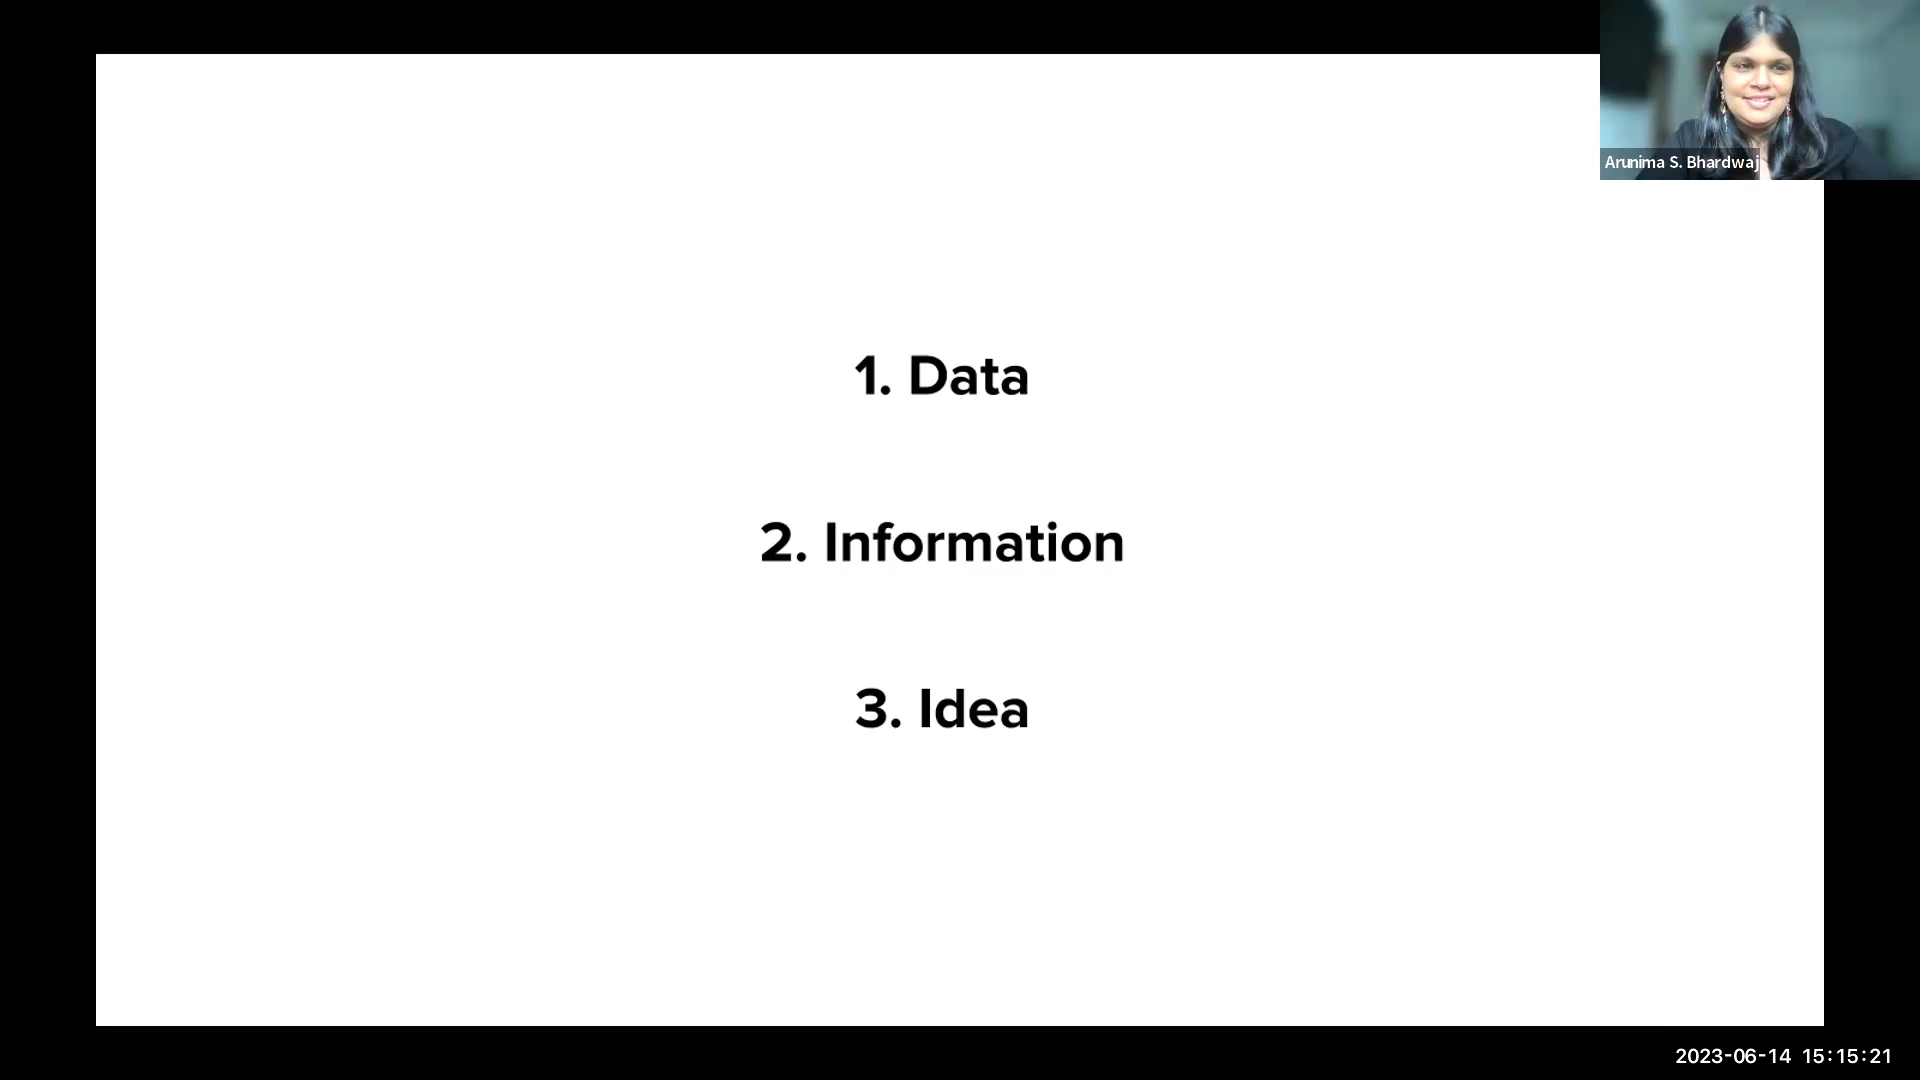 Arunima S. Bhardwaj
1. Data
2. Information
3. Idea
2023-06-14 15:15:21